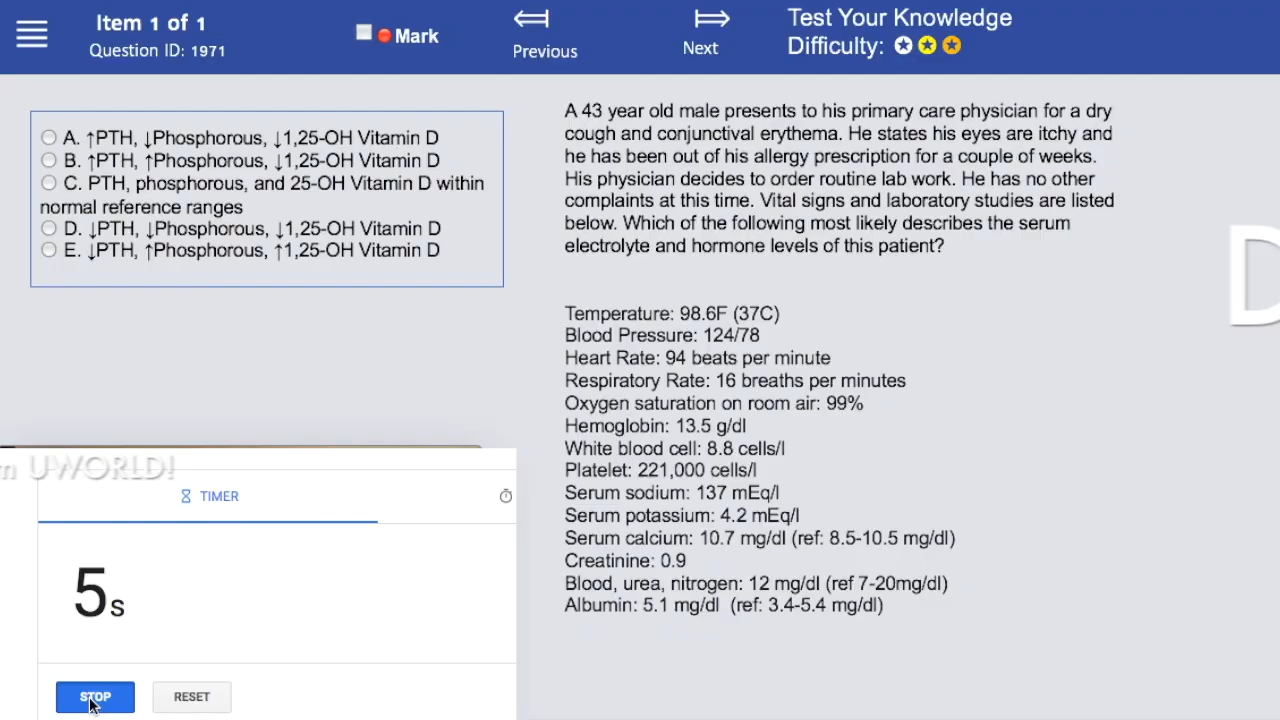 Item 1 of 1
Question ID: 1971
Mark
Previous
Next
Test Your Knowledge
Difficulty:
A. ↑PTH, ↓Phosphorous, ↓1,25-OH Vitamin D
B. ↑PTH, ↑Phosphorous, ↓1,25-OH Vitamin D
C. PTH, phosphorous, and 25-OH Vitamin D within
normal reference ranges
D. ↓PTH, ↓Phosphorous, ↓1,25-OH Vitamin D
E. ↓PTH, ↑Phosphorous, ↑1,25-OH Vitamin D
A 43 year old male presents to his primary care physician for a dry
cough and conjunctival erythema. He states his eyes are itchy and
he has been out of his allergy prescription for a couple of weeks.
His physician decides to order routine lab work. He has no other
complaints at this time. Vital signs and laboratory studies are listed
below. Which of the following most likely describes the serum
electrolyte and hormone levels of this patient?
Temperature: 98.6F (37C)
Blood Pressure: 124/78
Heart Rate: 94 beats per minute
Respiratory Rate: 16 breaths per minutes
Oxygen saturation on room air: 99%
Hemoglobin: 13.5 g/dl
White blood cell: 8.8 cells/l
Platelet: 221,000 cells/l
Serum sodium: 137 mEq/l
Serum potassium: 4.2 mEq/l
Serum calcium: 10.7 mg/dl (ref: 8.5-10.5 mg/dl)
Creatinine: 0.9
Blood, urea, nitrogen: 12 mg/dl (ref 7-20mg/dl)
Albumin: 5.1 mg/dl (ref: 3.4-5.4 mg/dl)
D
m UWORLD!
TIMER
5s
STOP
RESET